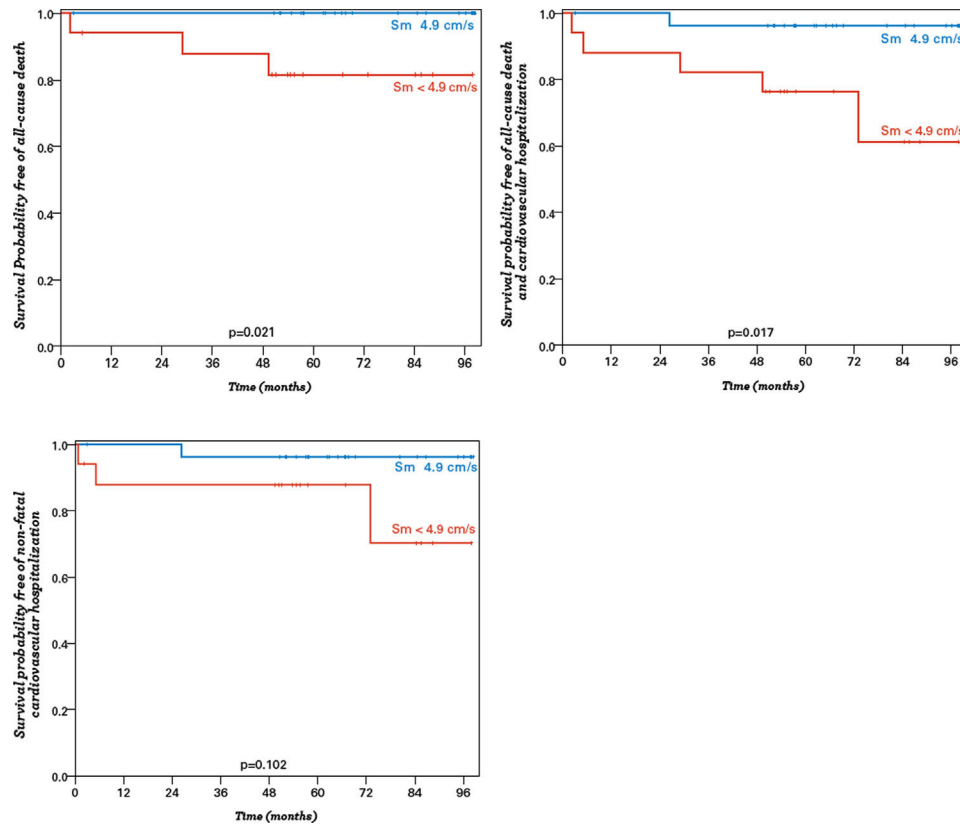 Survival Probability free of all-cause death
1.0
0.8
0.6
0.4
0.2
0.0
Sm 4.9 cm/s
Sm < 4.9 cm/s
p=0.021
0 12 24 36 48 60 72 84 96
Time (months)
Survival probability free of all-cause death
and cardiovascular hospitalization
1.0
0.8
0.6
0.4
0.2
0.0
Sm 4.9 cm/s
Sm < 4.9 cm/s
p=0.017
0 12 24 36 48 60 72 84 96
Time (months)
Survival probability free of non-fatal
cardiovascular hospitalization
1.0
0.8
0.6
0.4
0.2
0.0
Sm 4.9 cm/s
Sm < 4.9 cm/s
p=0.102
0 12 24 36 48 60 72 84 96
Time (months)